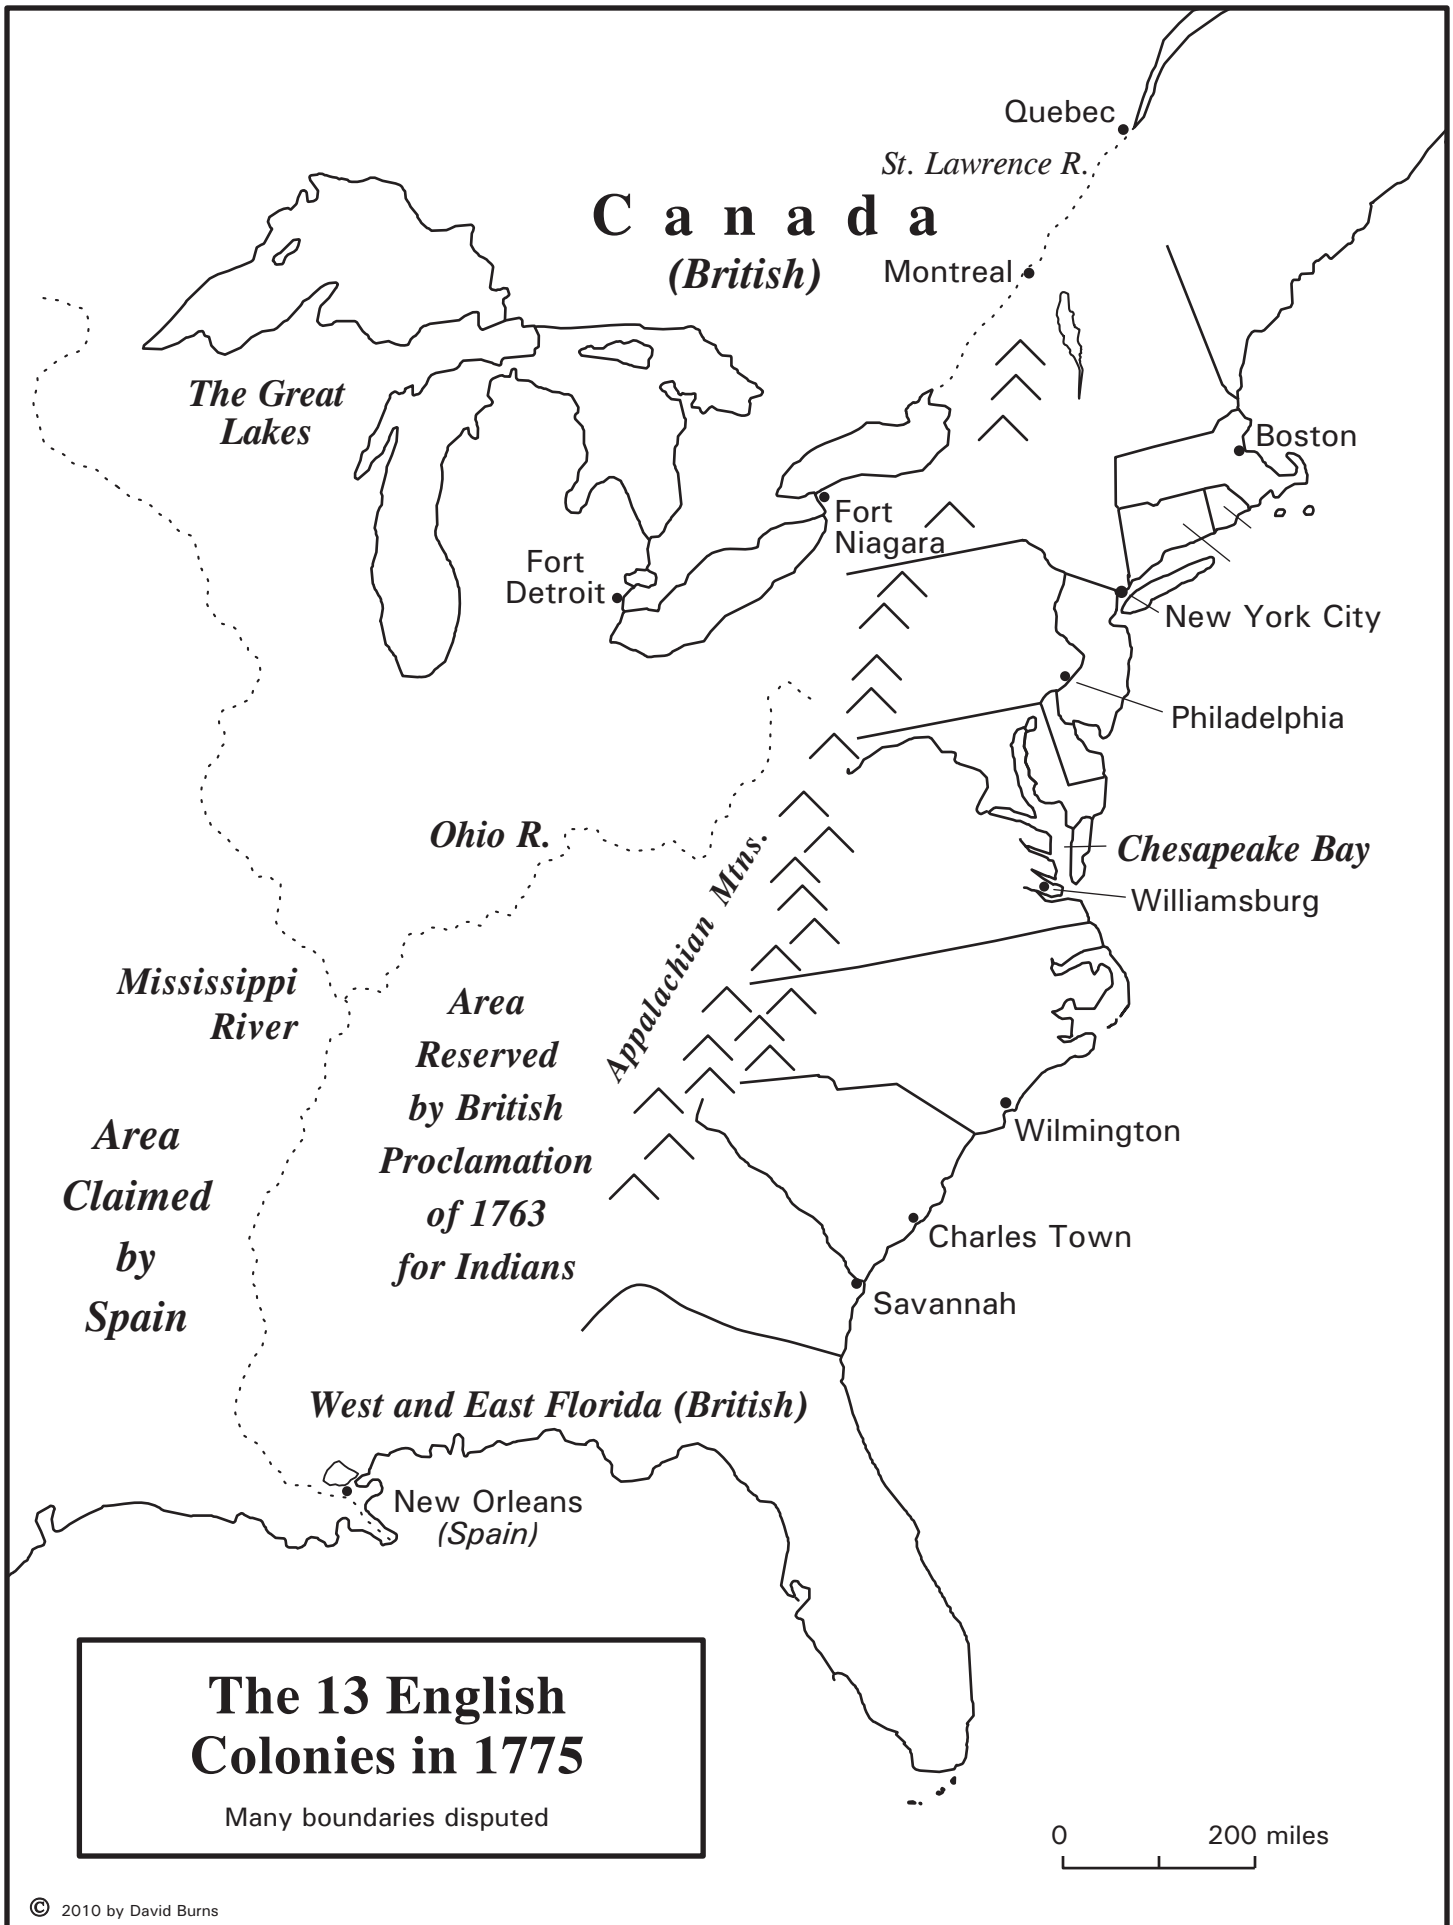 Quebec
St. Lawrence R.
Canada
(British)
Montreal
The Great
Lakes
Boston
Fort
Niagara
Fort
Detroit
New York City
Philadelphia
Ohio R.
Appalachian Mtns.
Chesapeake Bay
Williamsburg
Mississippi
River
Area
Reserved
by British
Proclamation
of 1763
for Indians
Area
Claimed
by
Spain
Wilmington
Charles Town
Savannah
West and East Florida (British)
New Orleans
(Spain)
The 13 English
Colonies in 1775
Many boundaries disputed
0 200 miles
© 2010 by David Burns